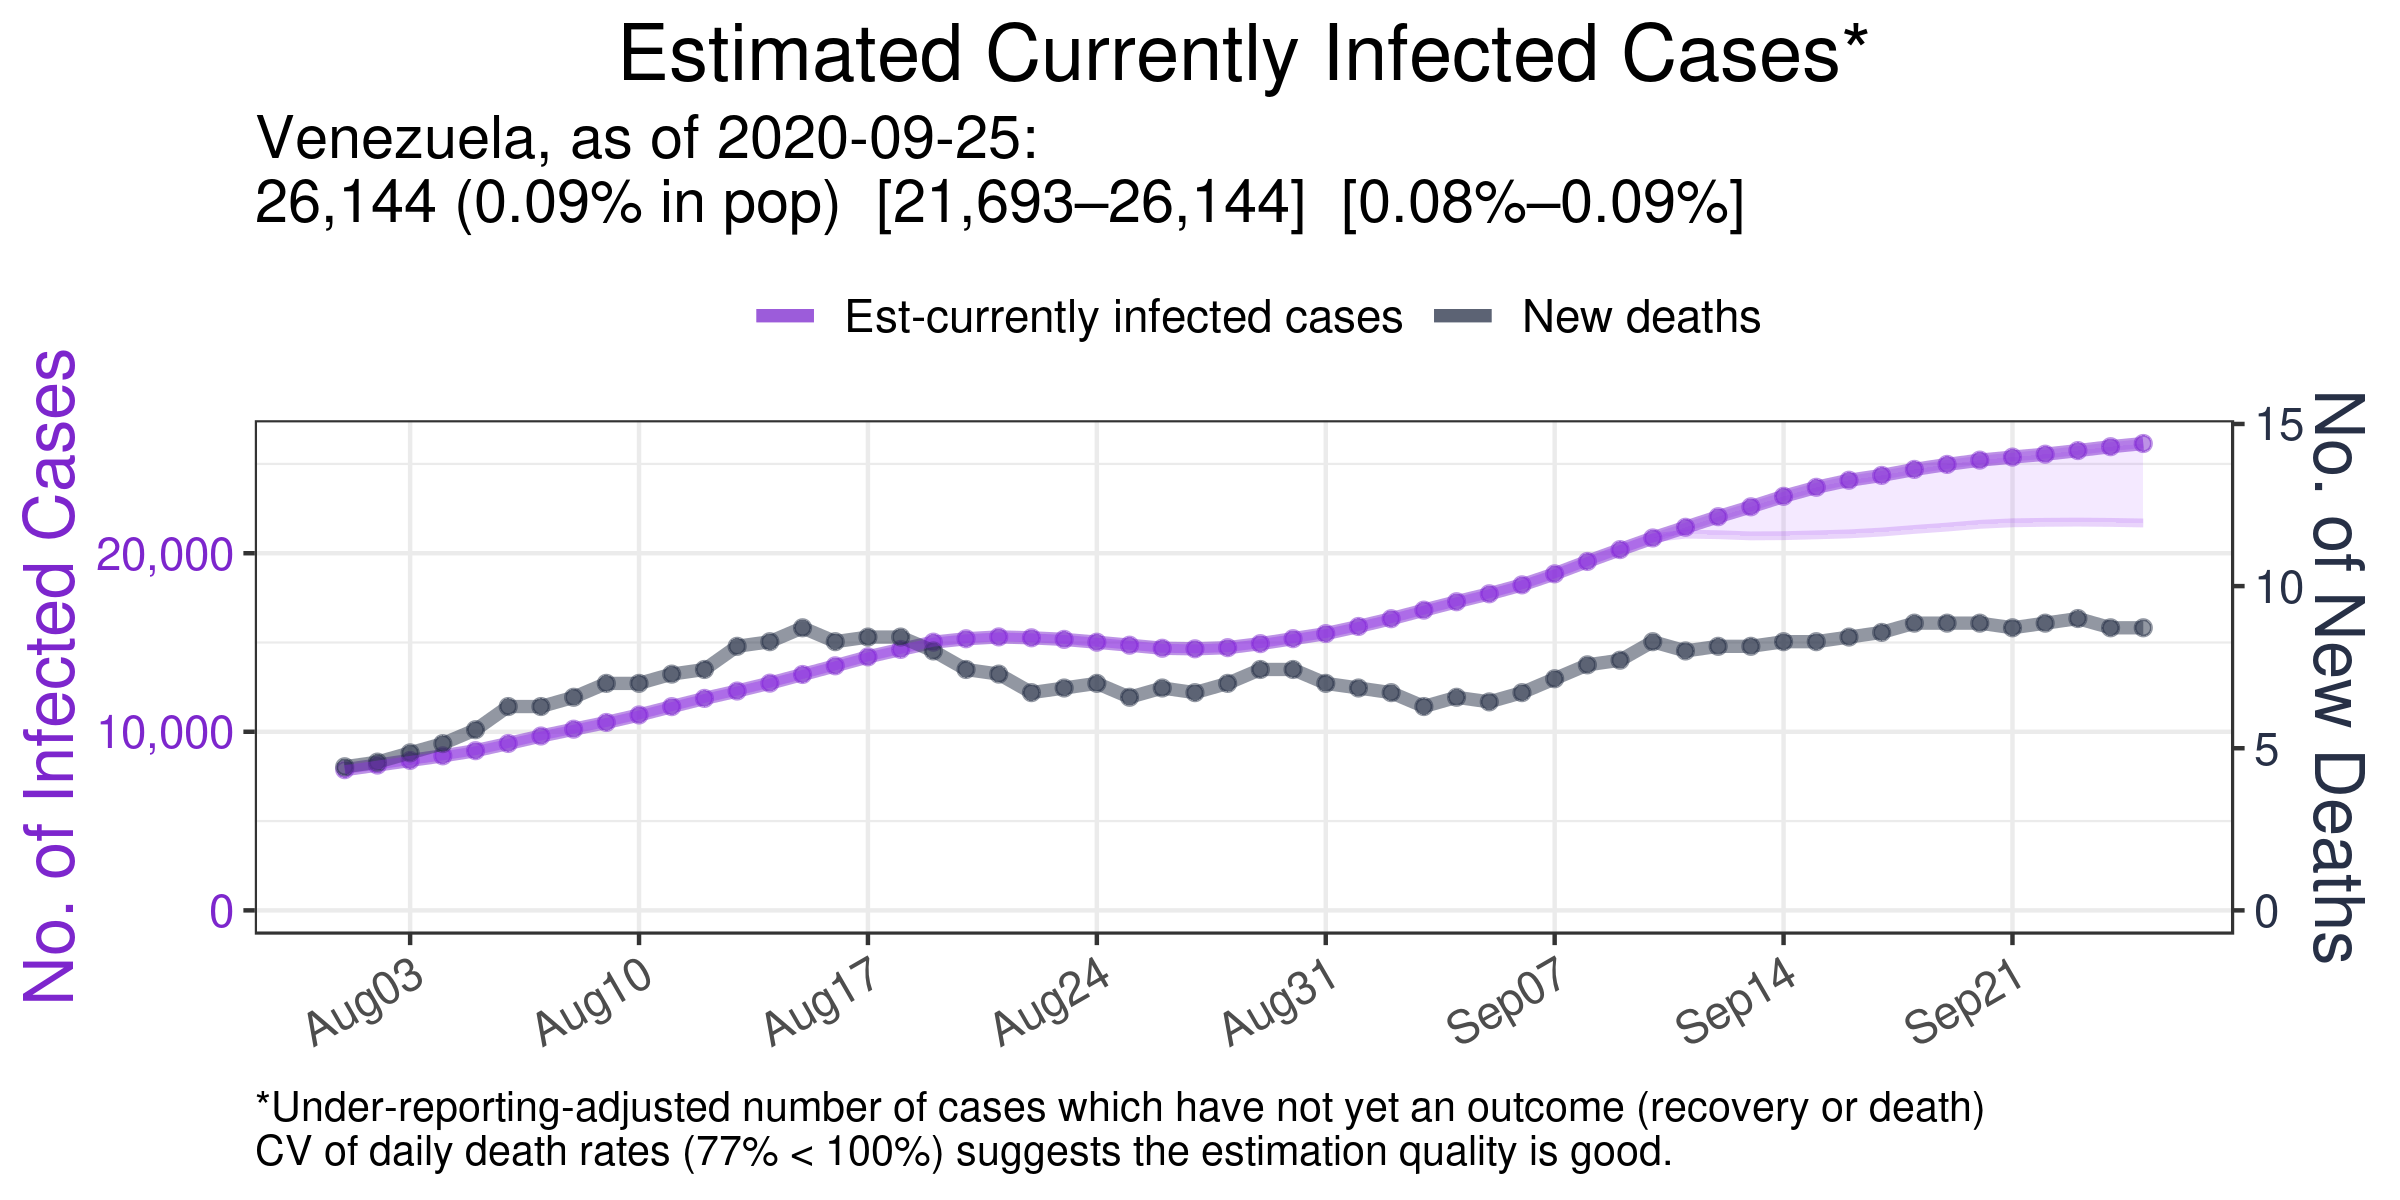 Estimated Currently Infected Cases*
Venezuela, as of 2020-09-25:
26,144 (0.09% in pop)  [21,693–26,144]  [0.08%–0.09%]
Est-currently infected cases
New deaths
No. of Infected Cases
20,000
10,000
0
15
10
5
0
No. of New Deaths
Aug03
Aug10
Aug17
Aug24
Aug31
Sep07
Sep14
Sep21
*Under-reporting-adjusted number of cases which have not yet an outcome (recovery or death)
CV of daily death rates (77% < 100%) suggests the estimation quality is good.